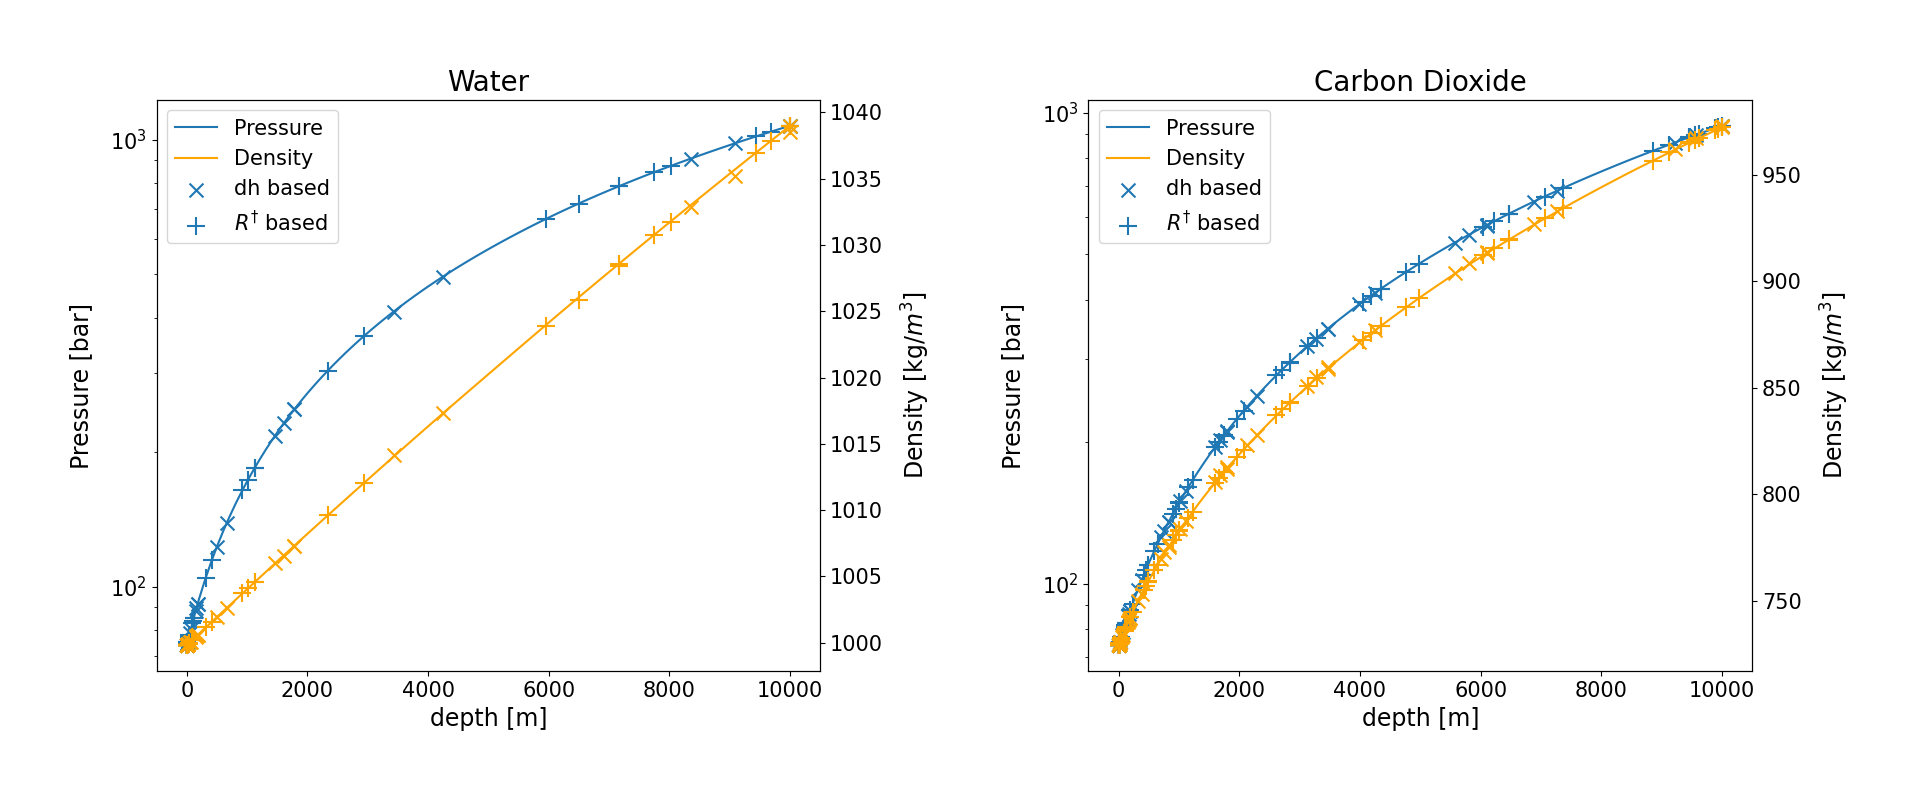 Water
Pressure
Density
dh based
R† based
10³
10²
Pressure [bar]
1040
1035
1030
1025
1020
1015
1010
1005
1000
Density [kg/m³]
0 2000 4000 6000 8000 10000
depth [m]
Carbon Dioxide
Pressure
Density
dh based
R† based
10³
10²
Pressure [bar]
950
900
850
800
750
Density [kg/m³]
0 2000 4000 6000 8000 10000
depth [m]